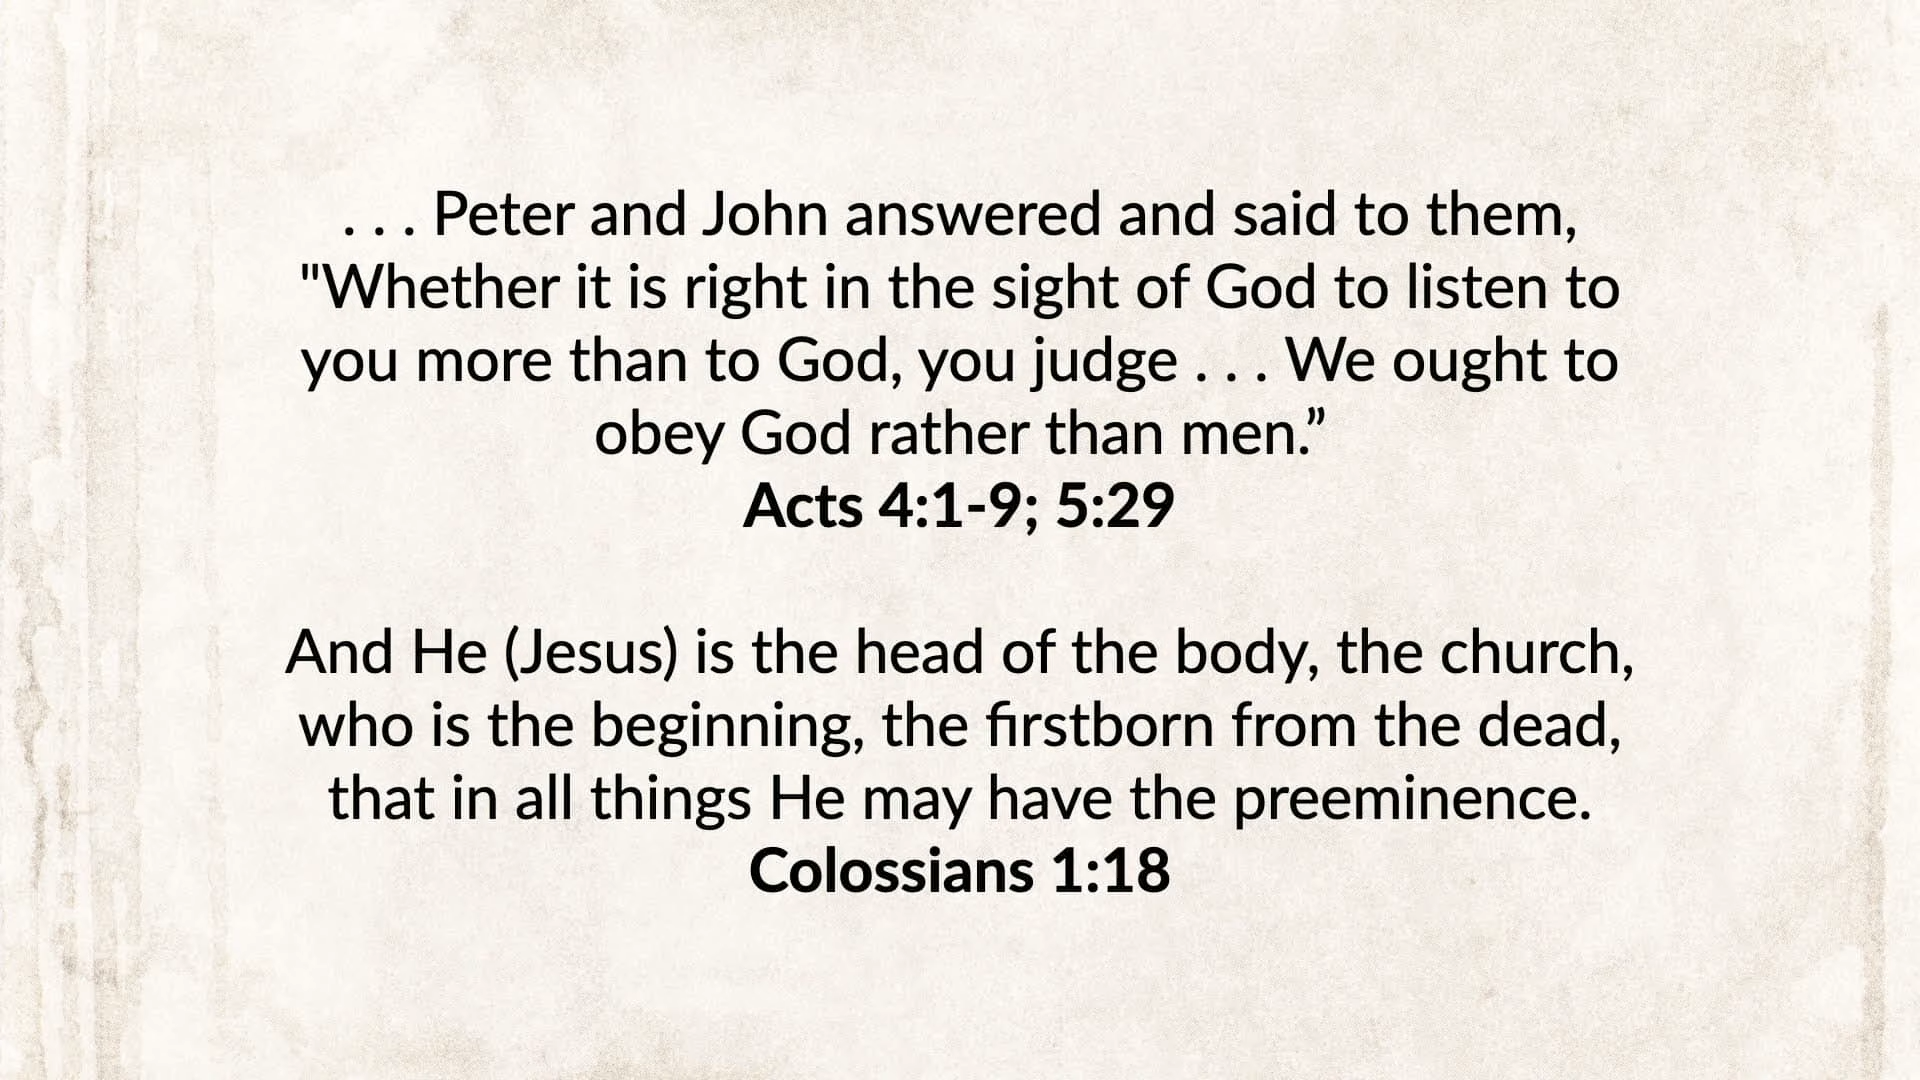 . . . Peter and John answered and said to them,
"Whether it is right in the sight of God to listen to
you more than to God, you judge . . . We ought to
obey God rather than men.”
Acts 4:1-9; 5:29
And He (Jesus) is the head of the body, the church,
who is the beginning, the firstborn from the dead,
that in all things He may have the preeminence.
Colossians 1:18